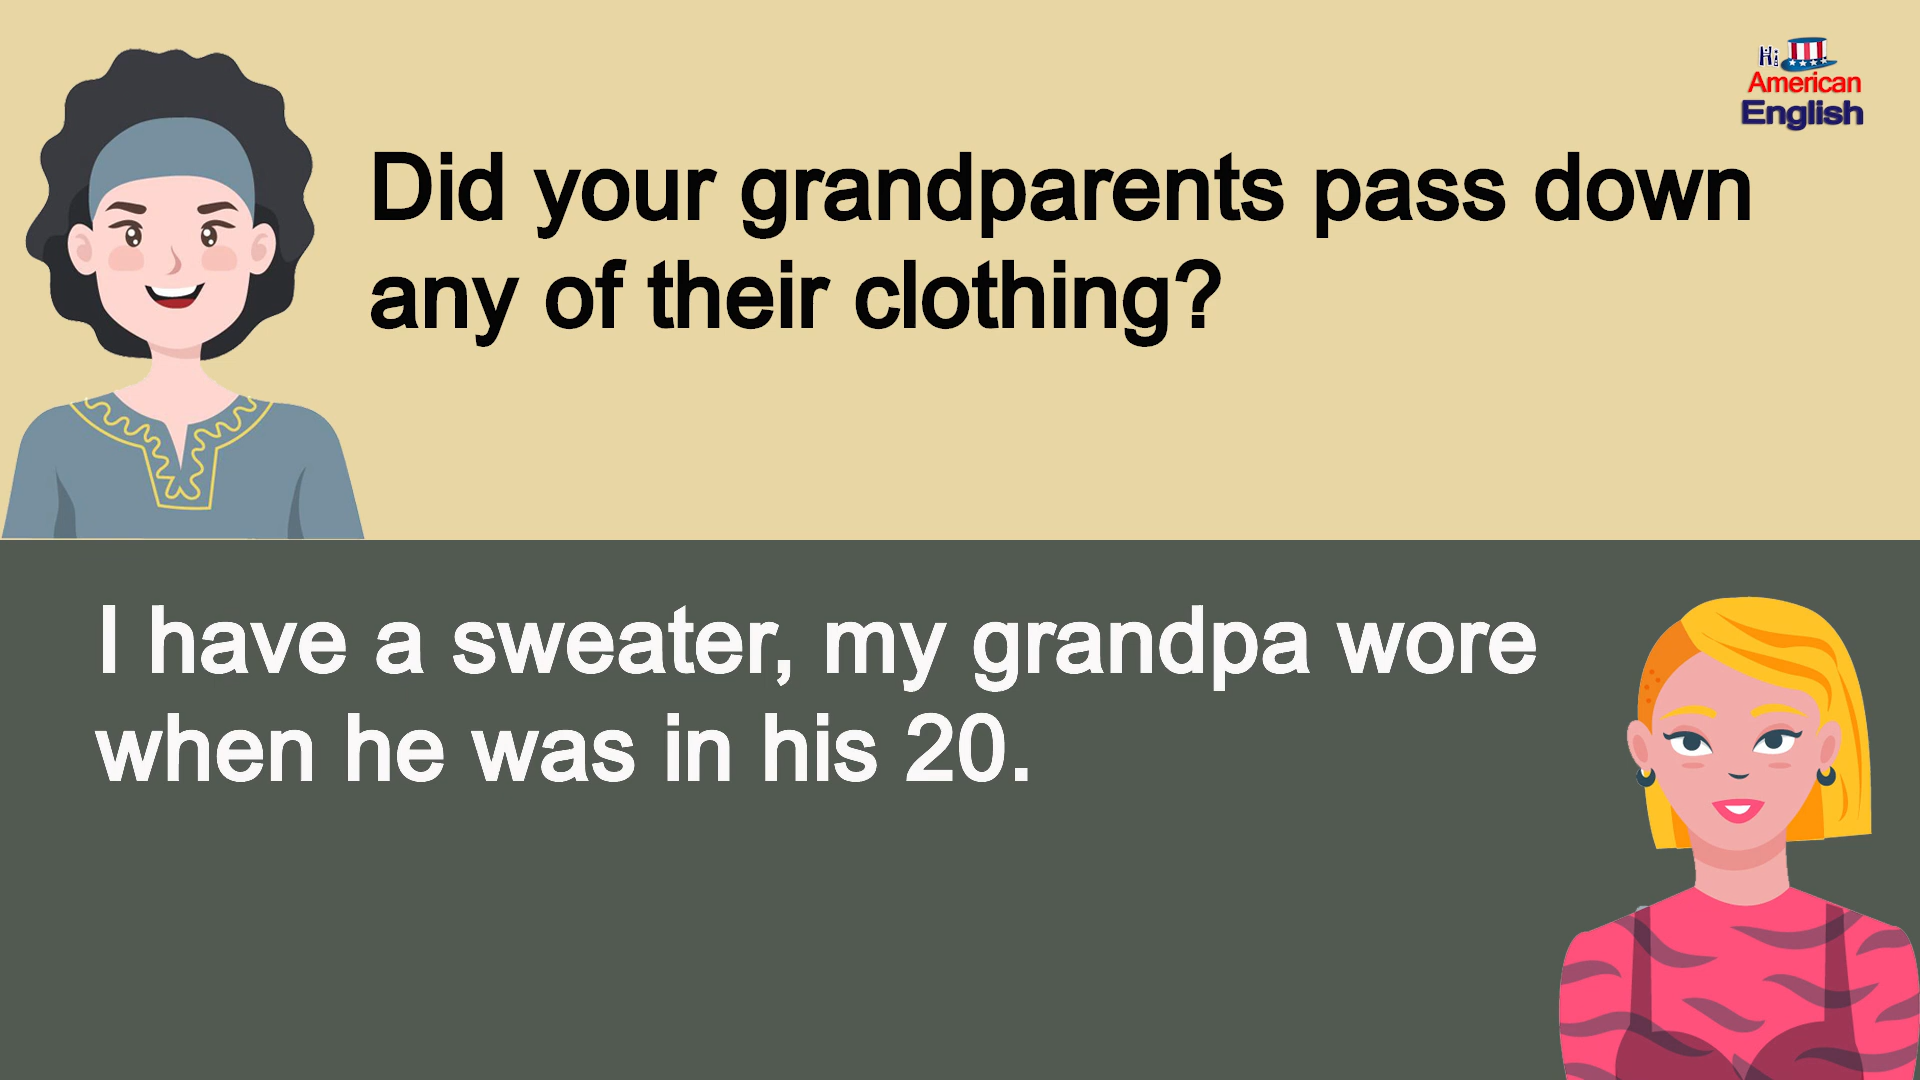 Hi
American
English
Did your grandparents pass down
any of their clothing?
I have a sweater, my grandpa wore
when he was in his 20.